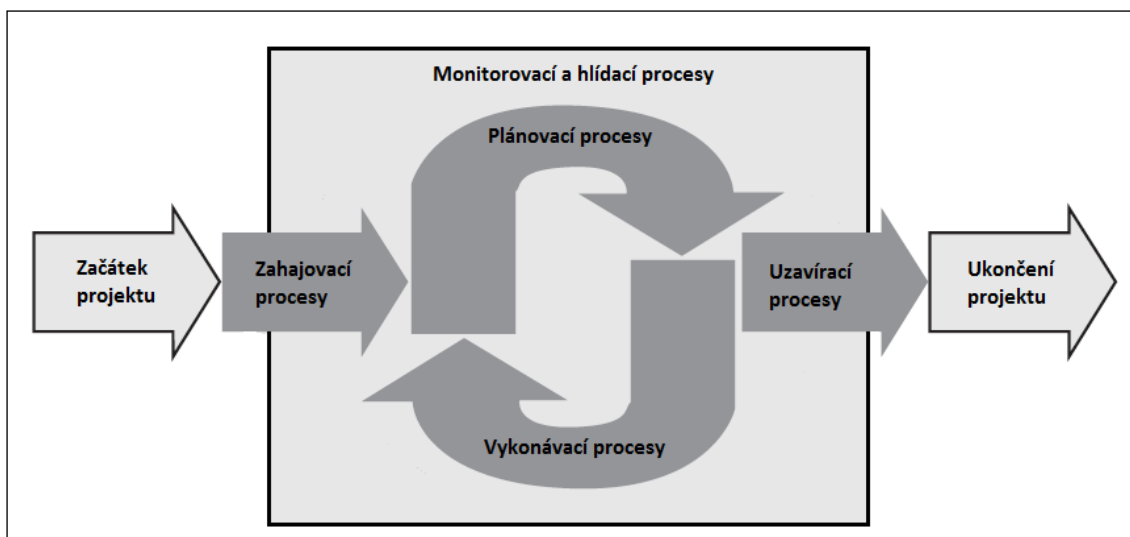 Monitorovací a hlídací procesy
Plánovací procesy
Začátek
projektu
Zahajovací
procesy
Uzavírací
procesy
Ukončení
projektu
Vykonávací procesy